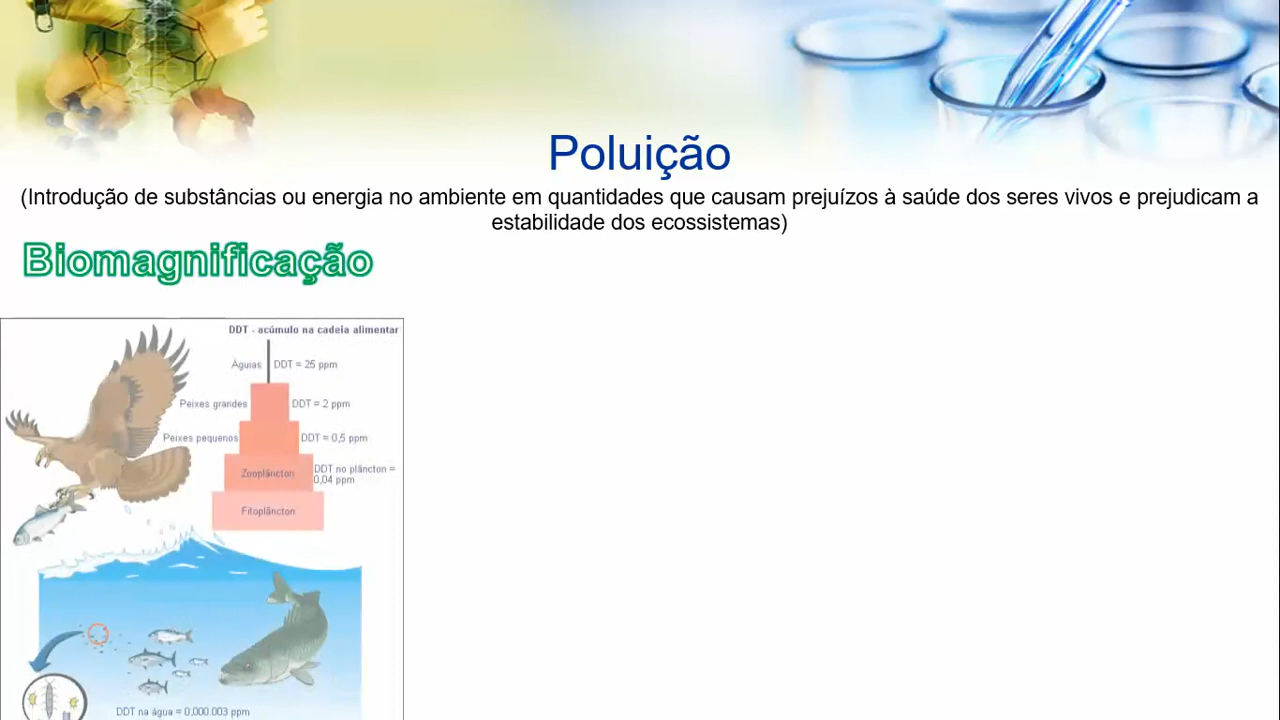 Poluição
(Introdução de substâncias ou energia no ambiente em quantidades que causam prejuízos à saúde dos seres vivos e prejudicam a
estabilidade dos ecossistemas)
Biomagnificação
DDT - acúmulo na cadeia alimentar
Águias DDT = 25 ppm
Peixes grandes DDT = 2 ppm
Peixes pequenos DDT = 0,5 ppm
Zooplâncton DDT no plâncton =
0,04 ppm
Fitoplâncton
DDT na água = 0,000.003 ppm